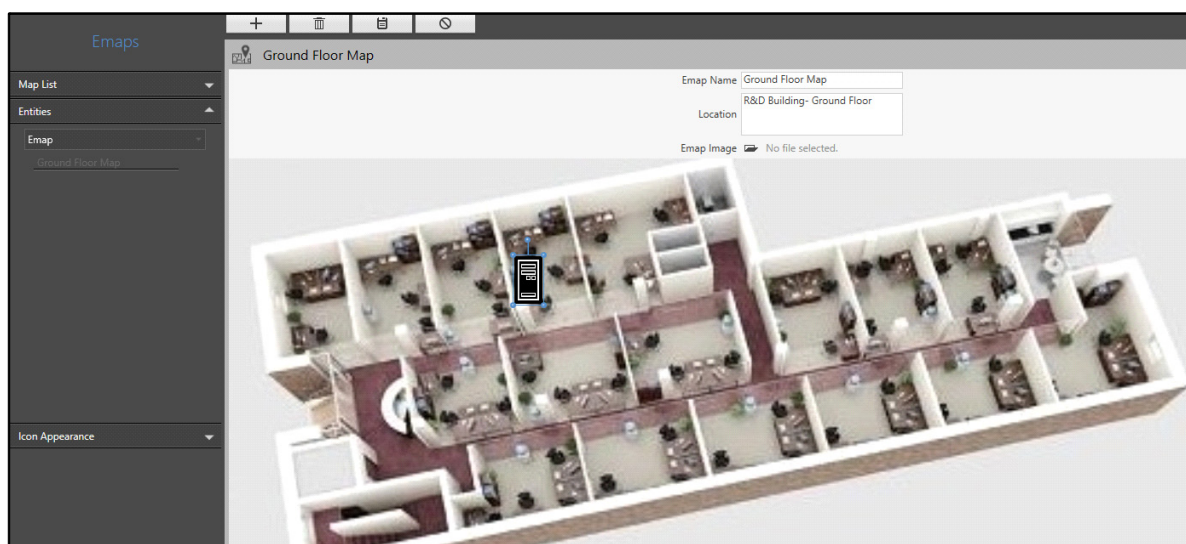 Emaps
Ground Floor Map
Map List
Entities
Emap
Ground Floor Map
Icon Appearance
Emap Name Ground Floor Map
Location R&D Building- Ground Floor
Emap Image No file selected.